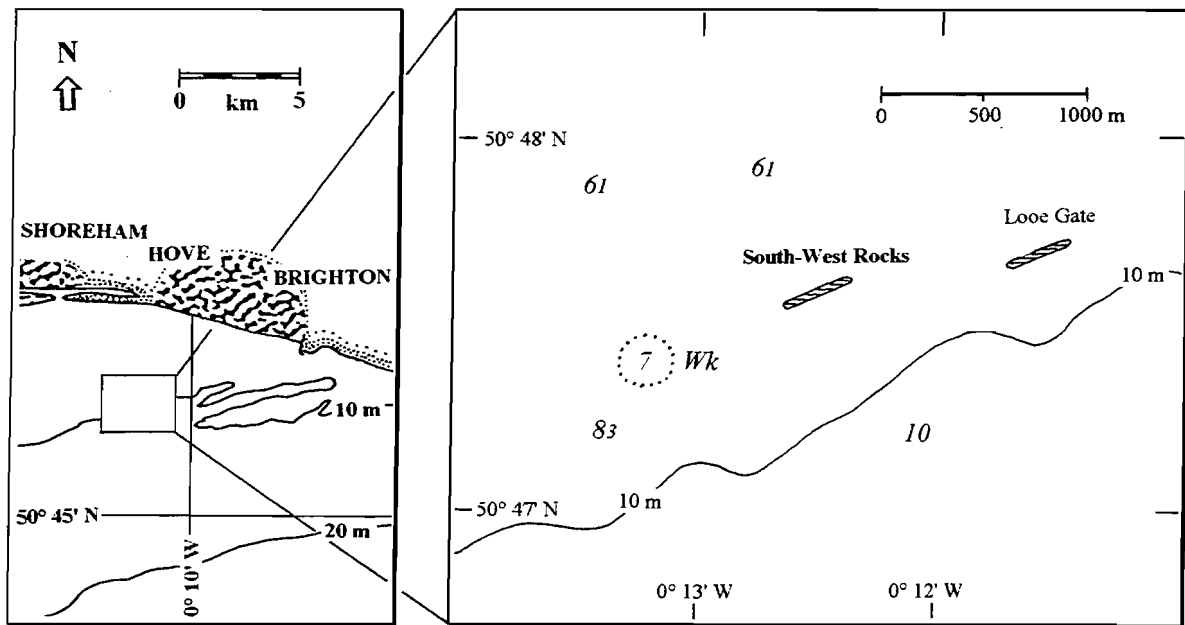 N
0 km 5
SHOREHAM
HOVE
BRIGHTON
10 m
50° 45' N
20 m
0° 10' W
0 500 1000 m
50° 48' N
61
61
Looe Gate
South-West Rocks
10 m
7 Wk
83
10
10 m
50° 47' N
0° 13' W
0° 12' W